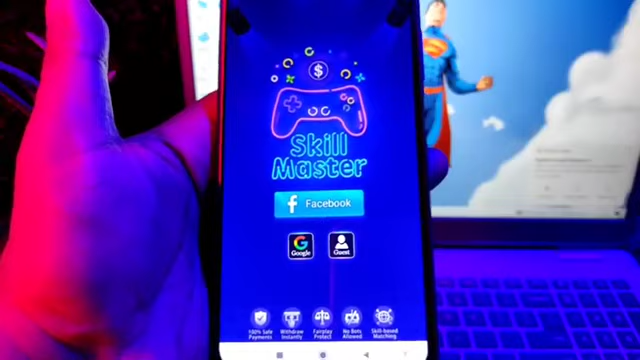 $
Skill
Master
f Facebook
G
Google
Guest
100% Safe
Payments
Withdraw
Instantly
Fairplay
Protect
No Bots
Allowed
Skill-based
Matching